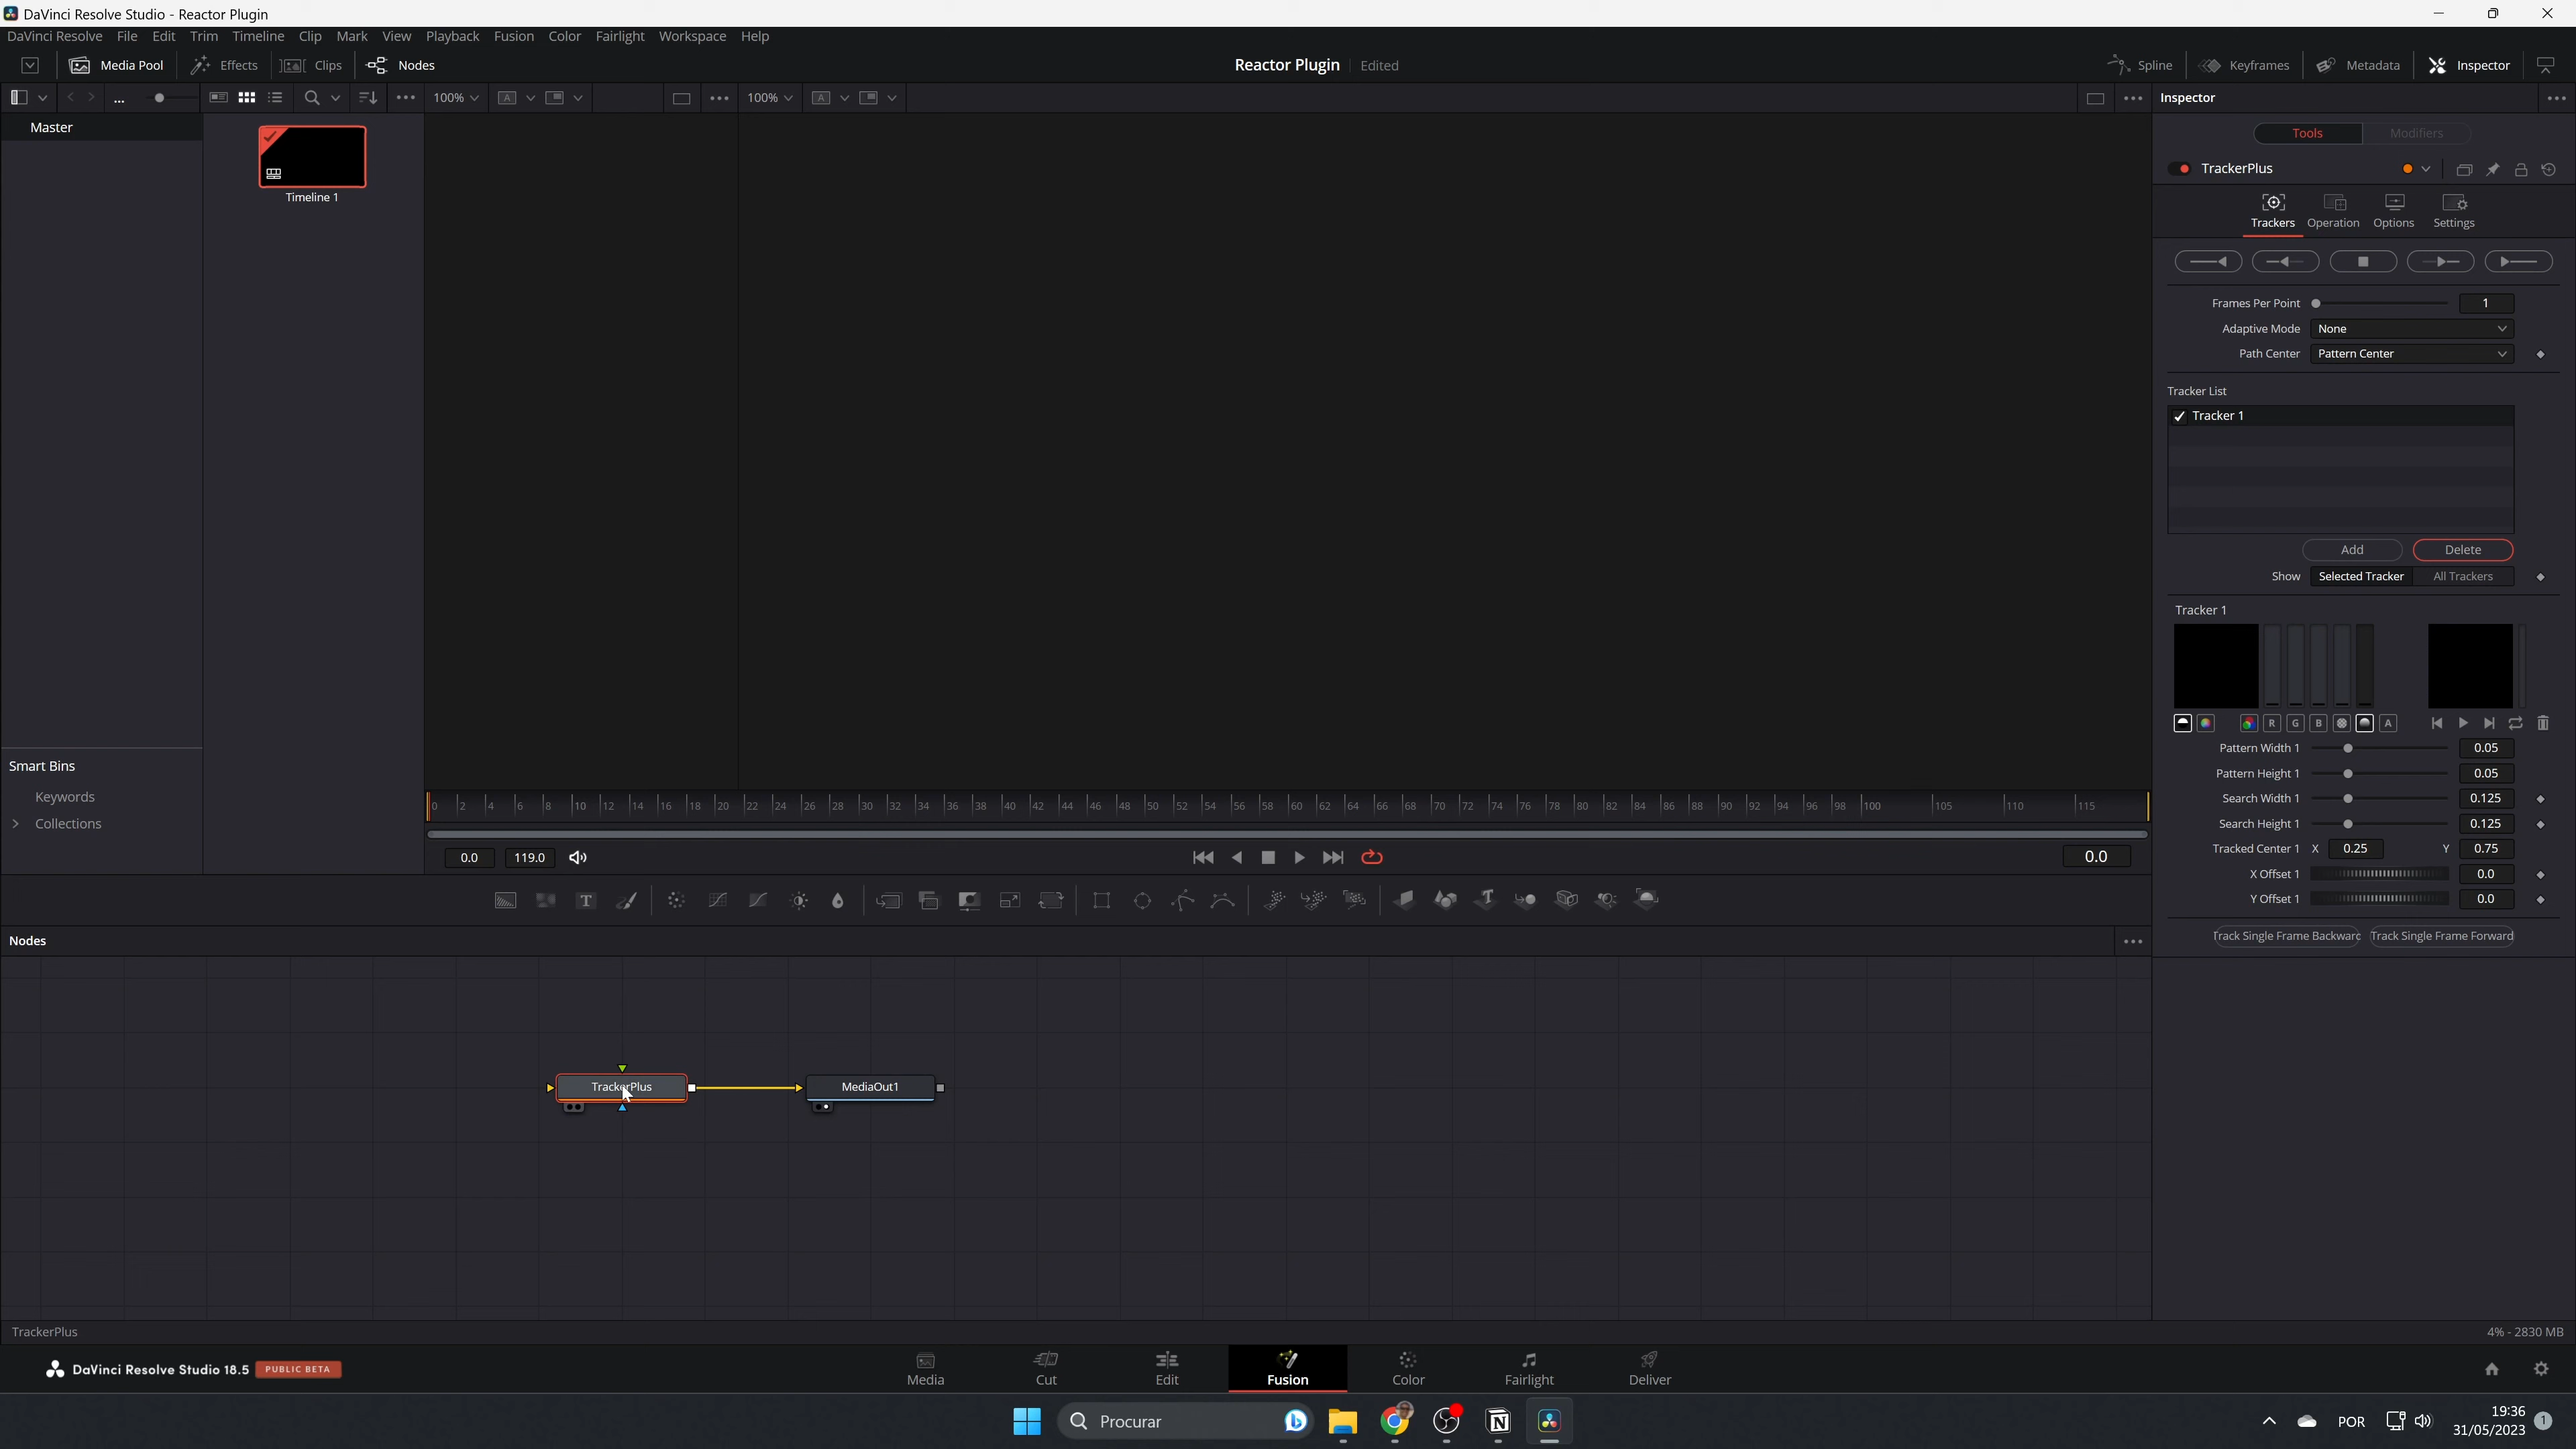 DaVinci Resolve Studio - Reactor Plugin
DaVinci Resolve File Edit Trim Timeline Clip Mark View Playback Fusion Color Fairlight Workspace Help
Media Pool Effects Clips Nodes Reactor Plugin Edited Spline Keyframes Metadata Inspector
... 100% A 100% A Inspector
Master
Timeline 1
Tools Modifiers
TrackerPlus
Trackers Operation Options Settings
Frames Per Point 1
Adaptive Mode None
Path Center Pattern Center
Tracker List
Tracker 1
Add Delete
Show Selected Tracker All Trackers
Tracker 1
R G B A
Pattern Width 1 0.05
Pattern Height 1 0.05
Search Width 1 0.125
Search Height 1 0.125
Tracked Center 1 X 0.25 Y 0.75
X Offset 1 0.0
Y Offset 1 0.0
Track Single Frame Backwarc Track Single Frame Forward
Smart Bins
Keywords
Collections
0 2 4 6 8 10 12 14 16 18 20 22 24 26 28 30 32 34 36 38 40 42 44 46 48 50 52 54 56 58 60 62 64 66 68 70 72 74 76 78 80 82 84 86 88 90 92 94 96 98 100 105 110 115
0.0 119.0 0.0
T T
Nodes
TrackerPlus MediaOut1
TrackerPlus 4% - 2830 MB
DaVinci Resolve Studio 18.5 PUBLIC BETA
Media Cut Edit Fusion Color Fairlight Deliver
Procurar
POR
19:36
31/05/2023
1